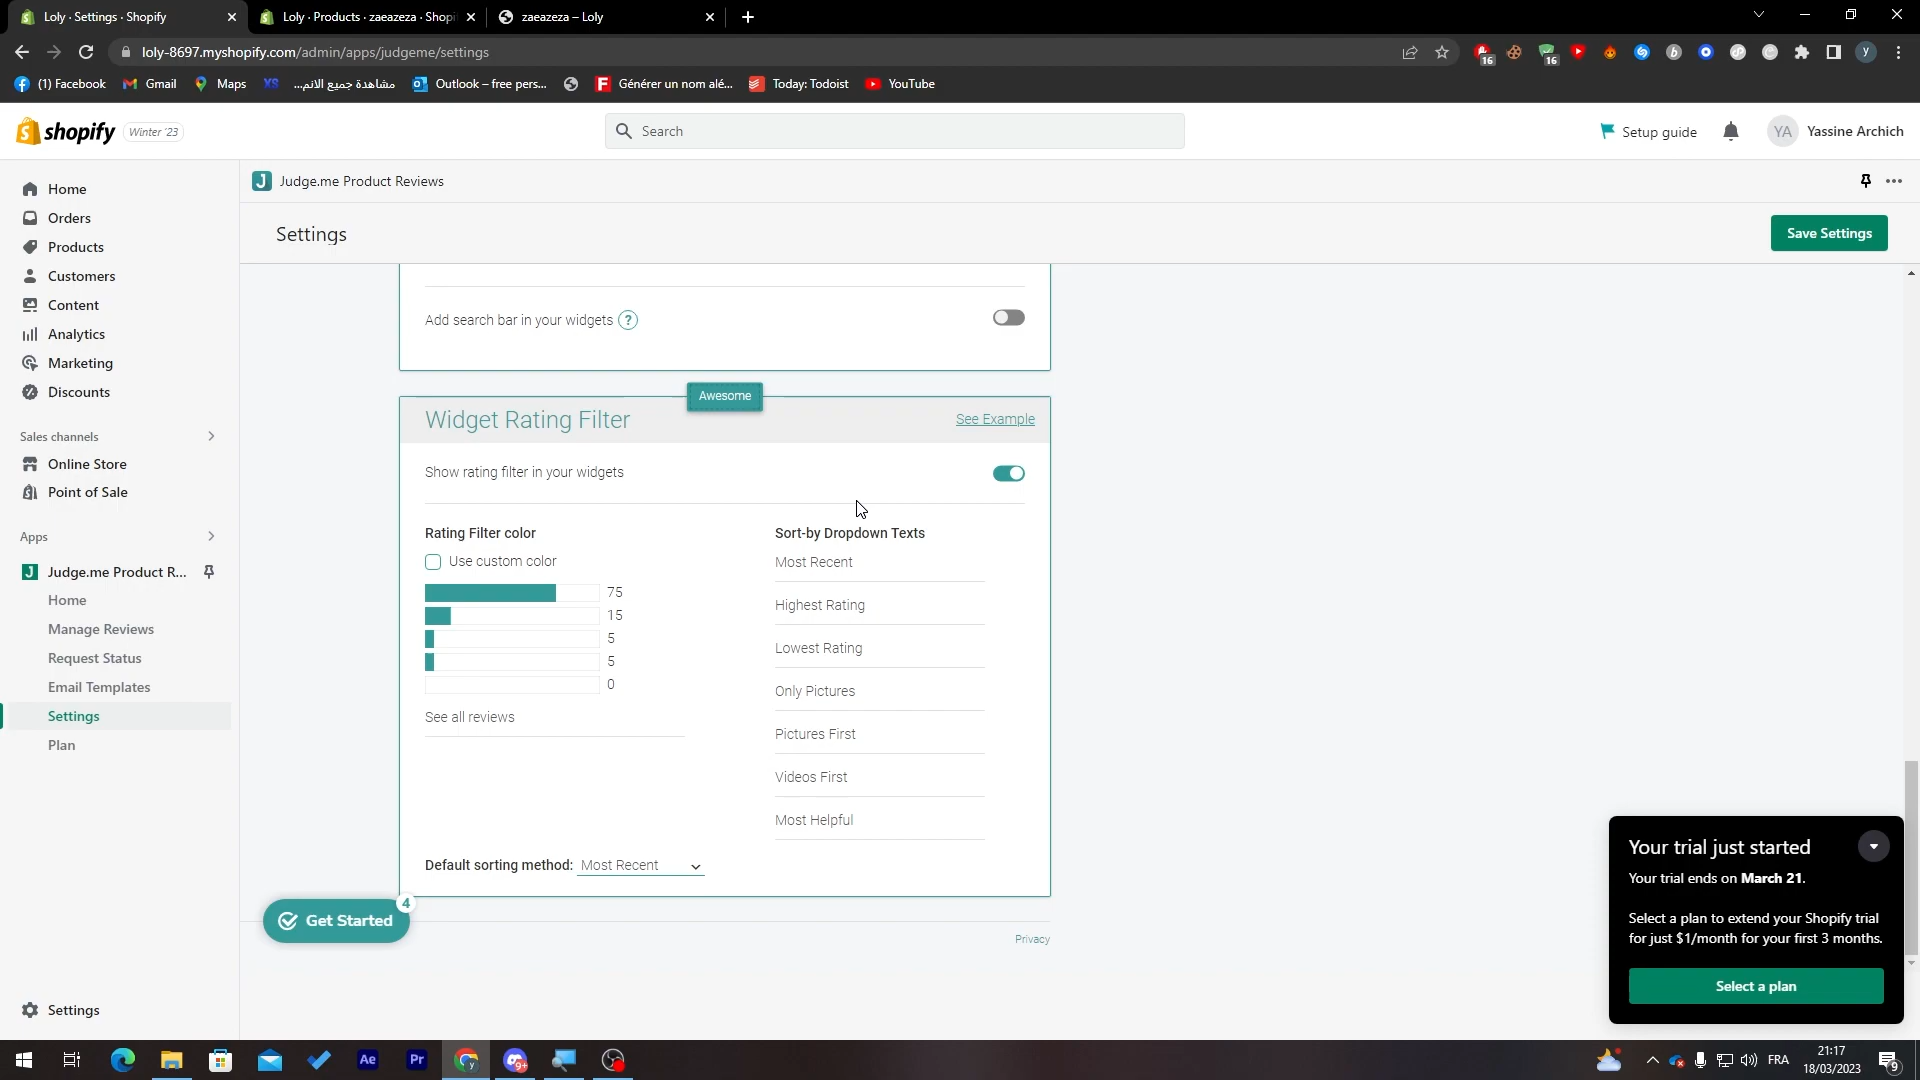 Loly · Settings · Shopify
Loly · Products · zaeazeza · Shopi
zaeazeza – Loly
loly-8697.myshopify.com/admin/apps/judgeme/settings
16
16
b
y
(1) Facebook
Gmail
Maps
XS
مشاهدة جميع الانم...
Outlook – free pers...
Générer un nom alé...
Today: Todoist
YouTube
shopify
Winter '23
Search
Setup guide
YA
Yassine Archich
Home
Orders
Products
Customers
Content
Analytics
Marketing
Discounts
Sales channels
Online Store
Point of Sale
Apps
Judge.me Product R...
Home
Manage Reviews
Request Status
Email Templates
Settings
Plan
Settings
J
Judge.me Product Reviews
Settings
Save Settings
Add search bar in your widgets
?
Awesome
Widget Rating Filter
See Example
Show rating filter in your widgets
Rating Filter color
Use custom color
75
15
5
5
0
See all reviews
Sort-by Dropdown Texts
Most Recent
Highest Rating
Lowest Rating
Only Pictures
Pictures First
Videos First
Most Helpful
Default sorting method:
Most Recent
Get Started
4
Privacy
Your trial just started
Your trial ends on March 21.
Select a plan to extend your Shopify trial
for just $1/month for your first 3 months.
Select a plan
Ae
Pr
9+
FRA
21:17
18/03/2023
9